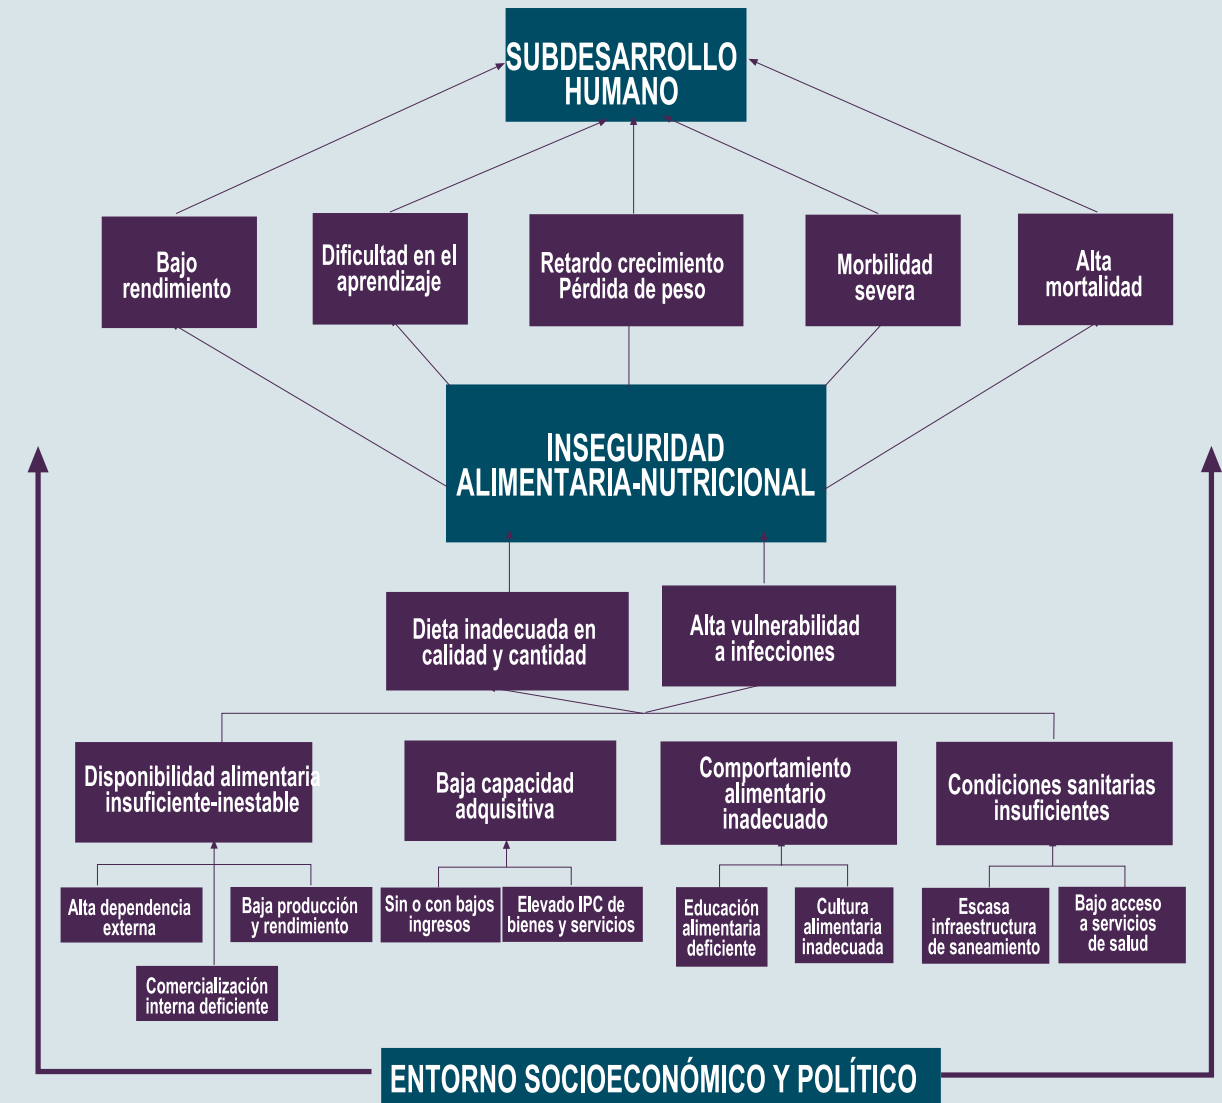 SUBDESARROLLO
HUMANO
Bajo
rendimiento
Dificultad en el
aprendizaje
Retardo crecimiento
Pérdida de peso
Morbilidad
severa
Alta
mortalidad
INSEGURIDAD
ALIMENTARIA-NUTRICIONAL
Dieta inadecuada en
calidad y cantidad
Alta vulnerabilidad
a infecciones
Disponibilidad alimentaria
insuficiente-inestable
Baja capacidad
adquisitiva
Comportamiento
alimentario
inadecuado
Condiciones sanitarias
insuficientes
Alta dependencia
externa
Baja producción
y rendimiento
Comercialización
interna deficiente
Sin o con bajos
ingresos
Elevado IPC de
bienes y servicios
Educación
alimentaria
deficiente
Cultura
alimentaria
inadecuada
Escasa
infraestructura
de saneamiento
Bajo acceso
a servicios
de salud
ENTORNO SOCIOECONÓMICO Y POLÍTICO